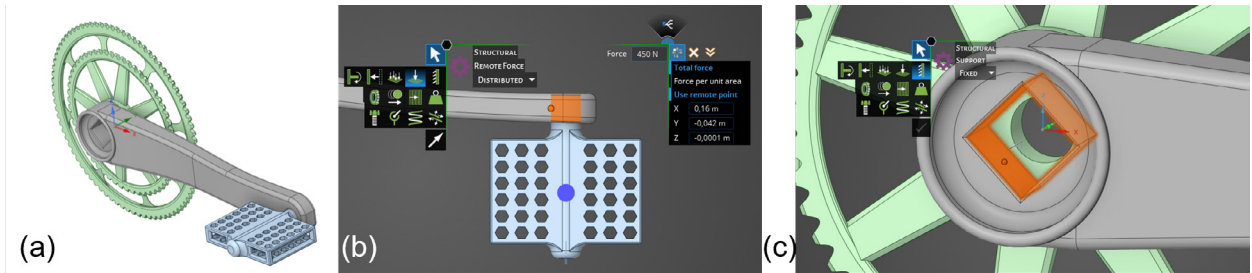 (a)
(b)
STRUCTURAL
REMOTE FORCE
DISTRIBUTED
Force 450 N
Total force
Force per unit area
Use remote point
X 0,16 m
Y -0,042 m
Z -0,0001 m
(c)
STRUCTURAL
SUPPORT
FIXED